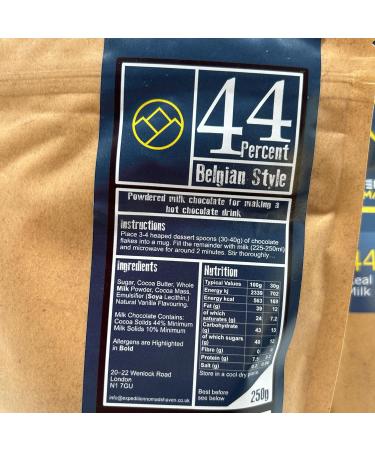 44
Percent
Belgian Style
Powdered milk chocolate for making a
hot chocolate drink
Instructions
Place 3-4 heaped dessert spoons (30-40g) of chocolate
flakes into a mug. Fill the remainder with milk (225-250ml)
and microwave for around 2 minutes. Stir thoroughly...
Ingredients
Sugar, Cocoa Butter, Whole
Milk Powder, Cocoa Mass,
Emulsifier (Soya Lecithin,)
Natural Vanilla Flavouring.
Milk Chocolate Contains:
Cocoa Solids 44% Minimum
Milk Solids 10% Minimum
Allergens are Highlighted
in Bold
20–22 Wenlock Road
London
N1 7GU
Nutrition
Typical Values 100g 30g
Energy kj 2339 702
Energy kcal 563 169
Fat (g) 39 12
of which
satyrates (g) 24 7.2
Carbohydrate
(g) 43 13
of which sugars
(g) 40 12
Fibre (g) 0
Protein (g) 7.5
Salt (g)
Store in a cool dry
Best before
see below
250g
44
Milk